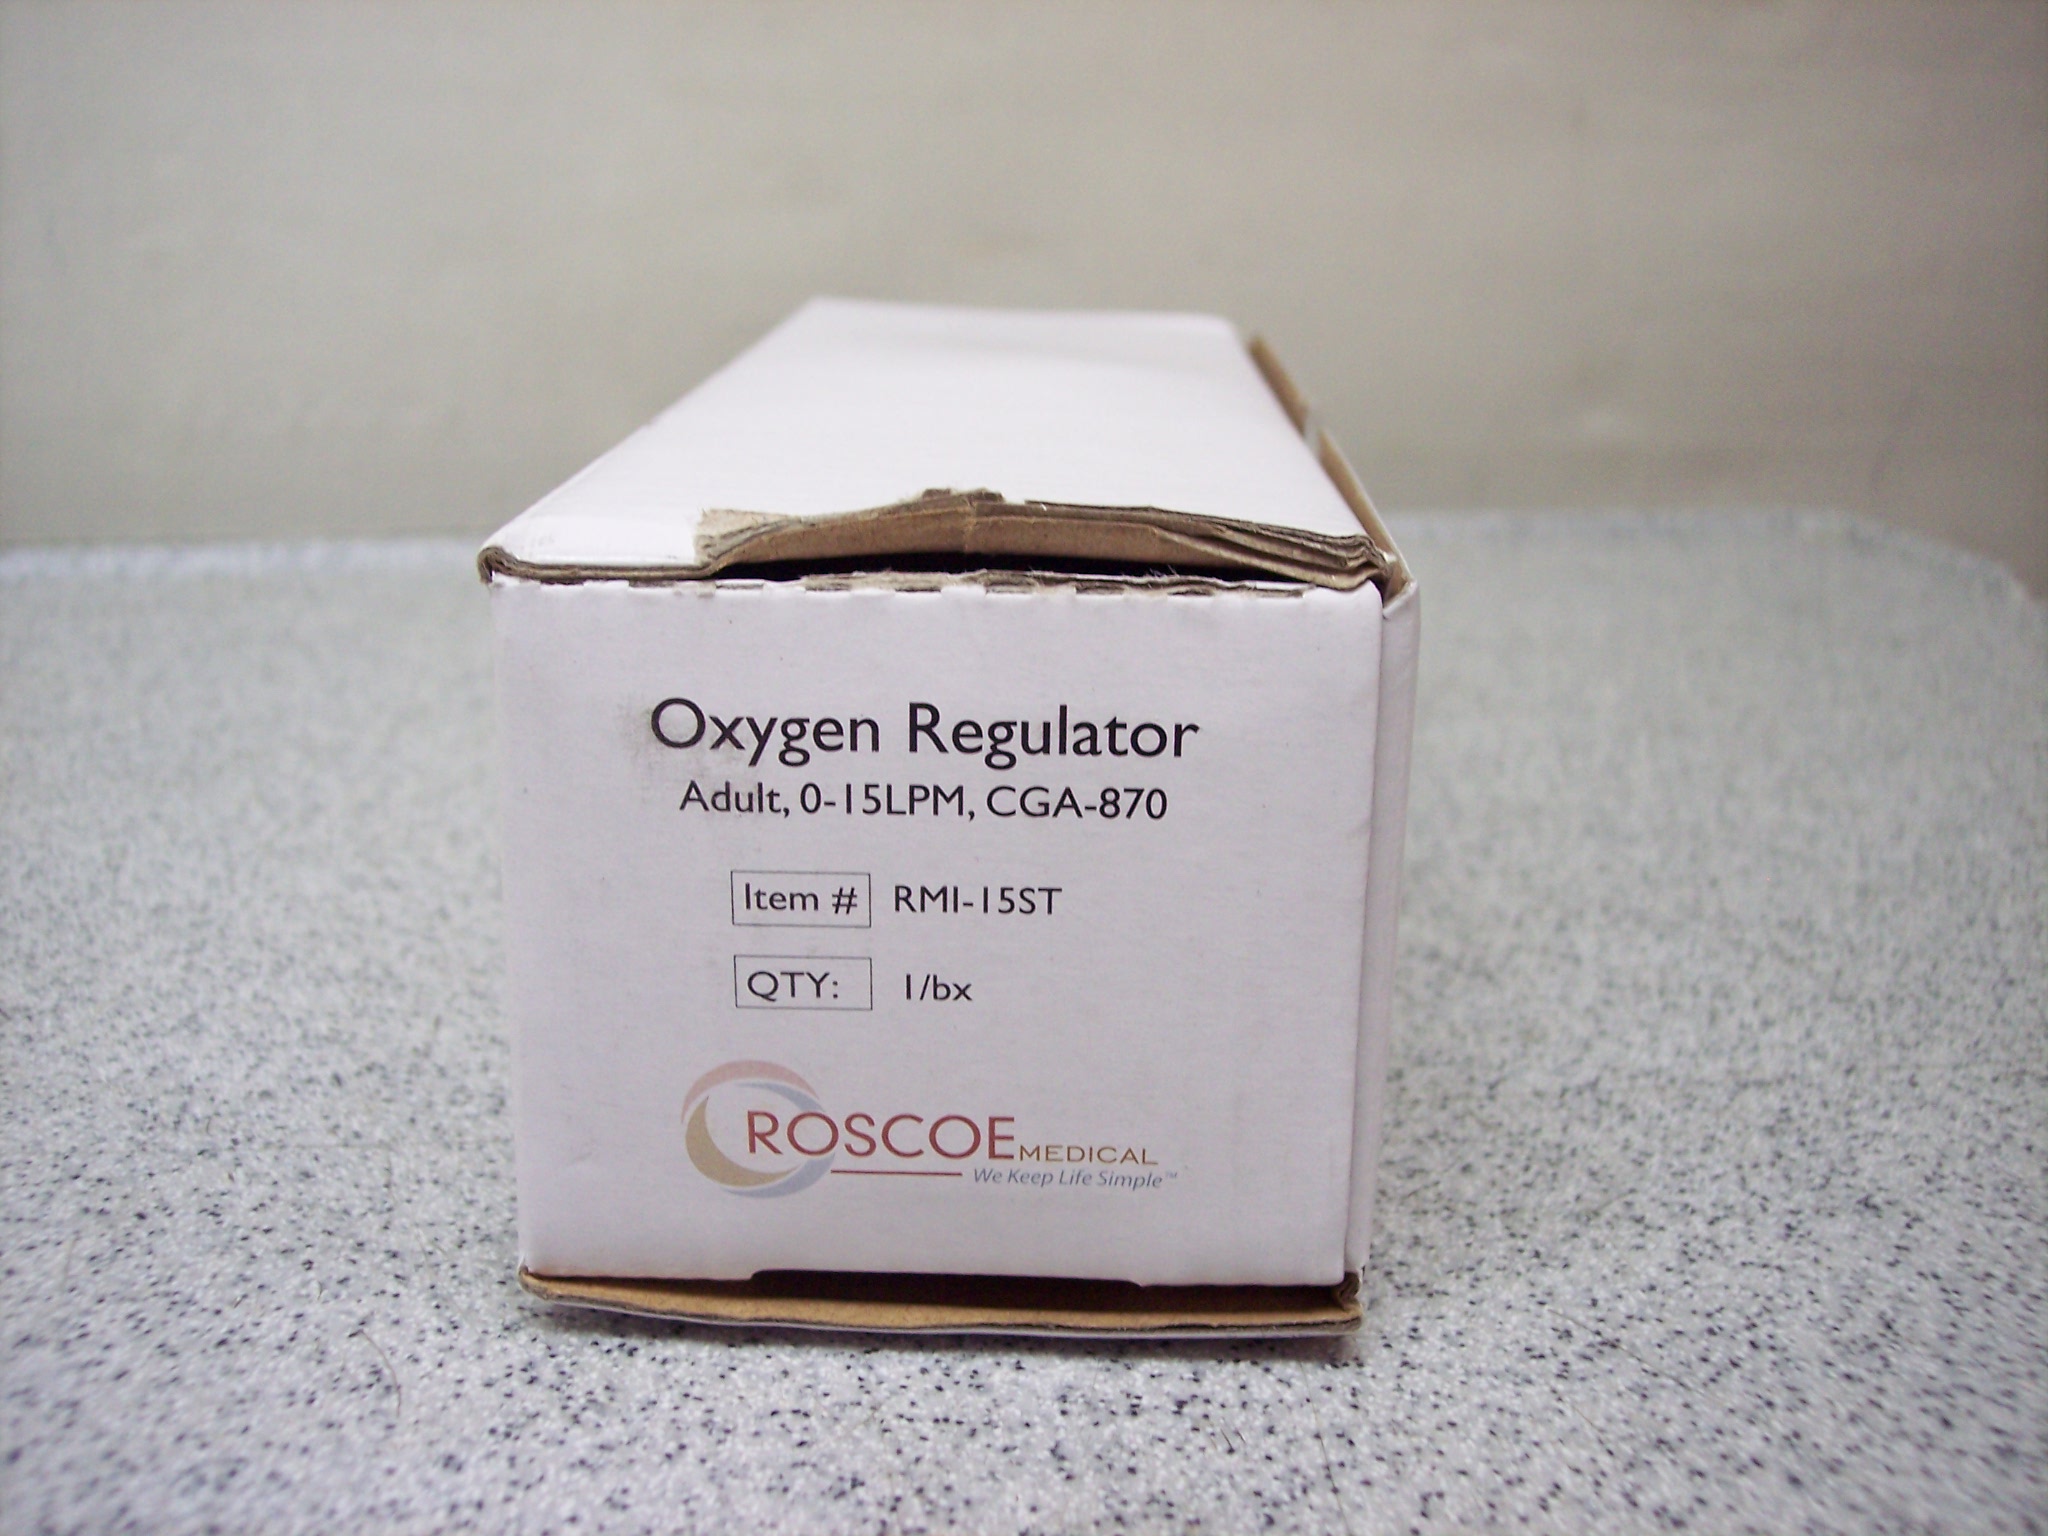 Oxygen Regulator
Adult, 0-15LPM, CGA-870
Item # RMI-15ST
QTY: 1/bx
ROSCOE MEDICAL
We Keep Life Simple™